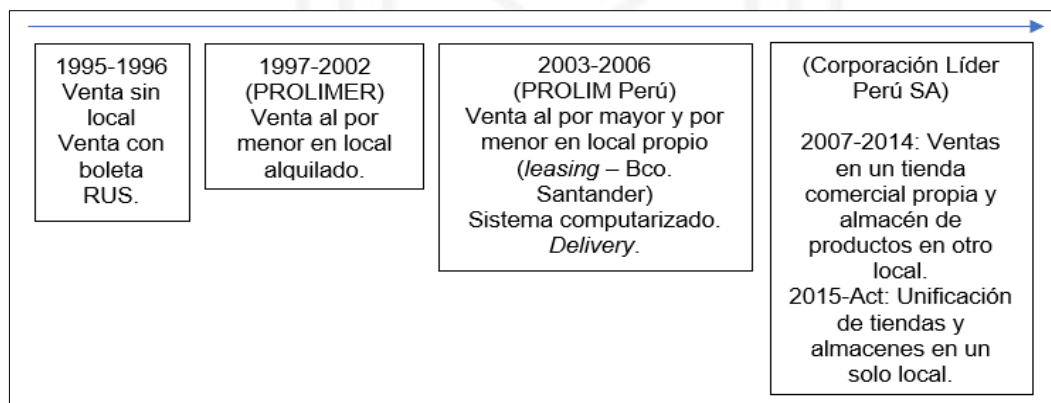 1995-1996
Venta sin
local
Venta con
boleta
RUS.
1997-2002
(PROLIMER)
Venta al por
menor en local
alquilado.
2003-2006
(PROLIM Perú)
Venta al por mayor y por
menor en local propio
(leasing – Bco.
Santander)
Sistema computarizado.
Delivery.
(Corporación Líder
Perú SA)
2007-2014: Ventas
en un tienda
comercial propia y
almacén de
productos en otro
local.
2015-Act: Unificación
de tiendas y
almacenes en un
solo local.